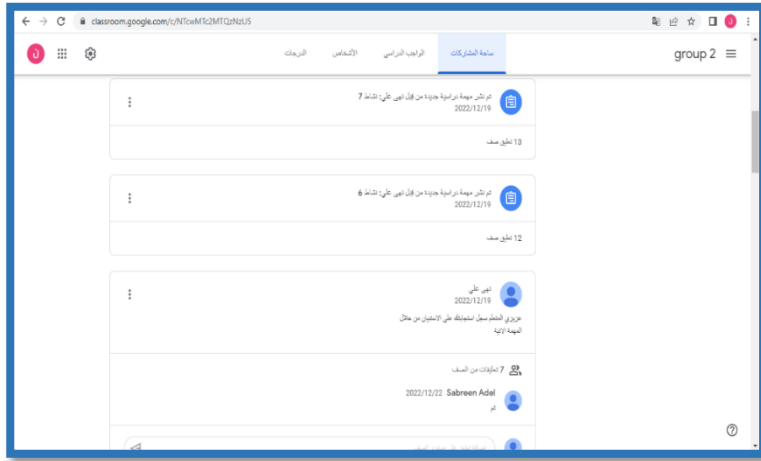 classroom.google.com/c/NTcwMTc2MTQzNzU5
group 2
ساحة المشاركات
الواجب الدراسي
الأشخاص
الدرجات
تم نشر مهمة دراسية جديدة من قبل نهى علي: نشاط 7
2022/12/19
13 تعليق صف
تم نشر مهمة دراسية جديدة من قبل نهى علي: نشاط 6
2022/12/19
12 تعليق صف
نهى علي
2022/12/19
عزيزي المتعلم سجل استجابتك على الاستبيان من خلال
المهمة الاتية
7 تعليقات من الصف
Sabreen Adel 2022/12/22
تم